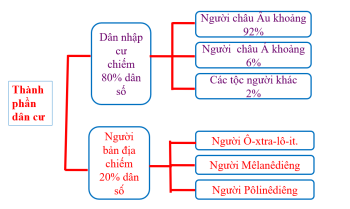 Thành
phần
dân cư
Dân nhập
cư
chiếm
80% dân
số
Người châu Âu khoảng
92%
Người  châu A khoảng
6%
Các tộc người khác
2%
Người
bản địa
chiếm
20% dân
số
Người Ô-xtra-lô-it.
Người Mêlanêdiêng
Người Pôlinêdiêng